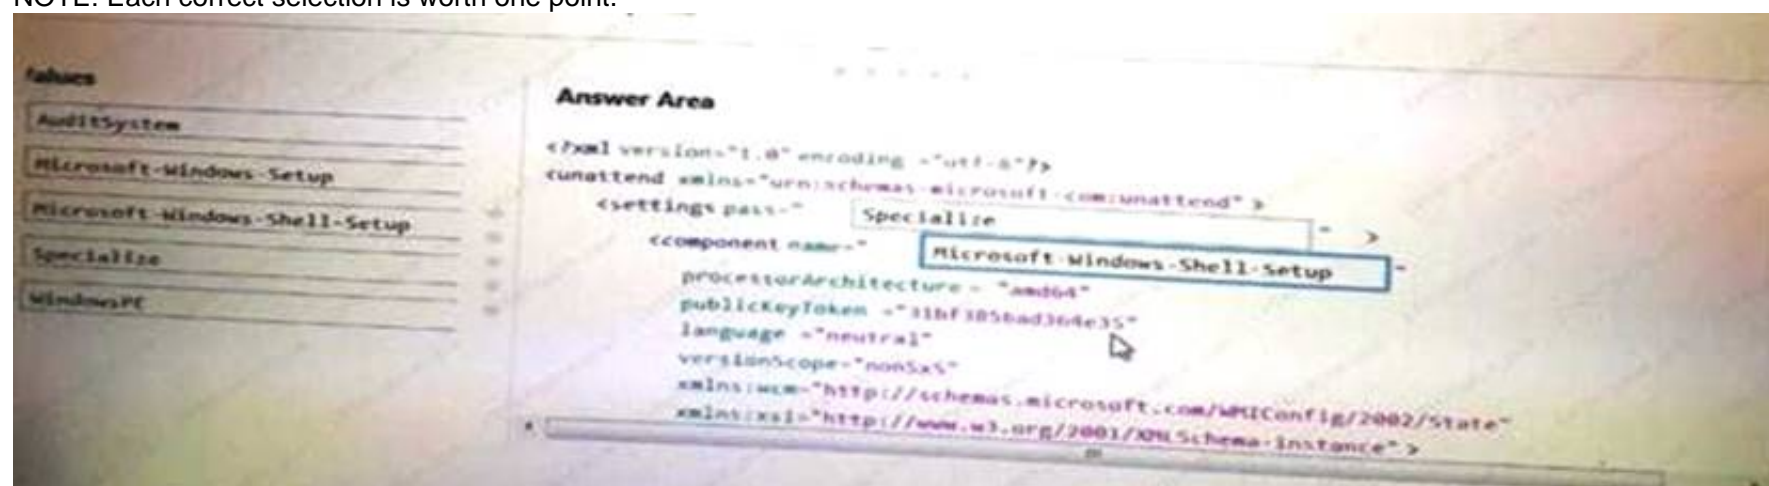 NOTE: Each correct selection is worth one point.
Values
AuditSystem
Microsoft-Windows-Setup
Microsoft-Windows-Shell-Setup
Specialize
WindowsPE
Answer Area
<?xml version="1.0" encoding ="utf-8"?>
<unattend xmlns="urn:schemas-microsoft-com:unattend" >
<settings pass=" Specialize " >
<component name=" Microsoft-Windows-Shell-Setup "
processorArchitecture = "amd64"
publicKeyToken ="31bf3856ad364e35"
language ="neutral"
versionScope="nonSxS"
xmlns:wcm="http://schemas.microsoft.com/WMIConfig/2002/State"
xmlns:xsi="http://www.w3.org/2001/XMLSchema-instance" >